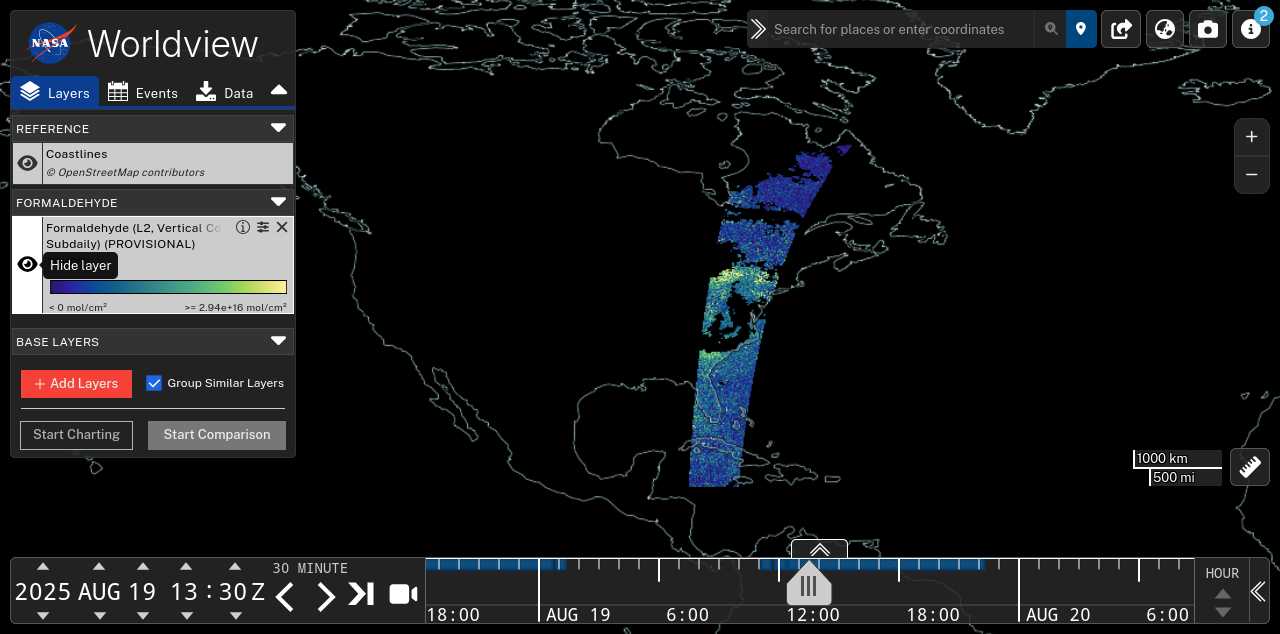 NASA
Worldview
Layers
Events
Data
REFERENCE
Coastlines
© OpenStreetMap contributors
FORMALDEHYDE
Formaldehyde (L2, Vertical Co
Subdaily) (PROVISIONAL)
Hide layer
< 0 mol/cm²
>= 2.94e+16 mol/cm²
BASE LAYERS
+ Add Layers
Group Similar Layers
Start Charting
Start Comparison
Search for places or enter coordinates
2
+
−
1000 km
500 mi
2025 AUG 19 13 : 30 Z
30 MINUTE
18:00
AUG 19
6:00
12:00
18:00
AUG 20
6:00
HOUR